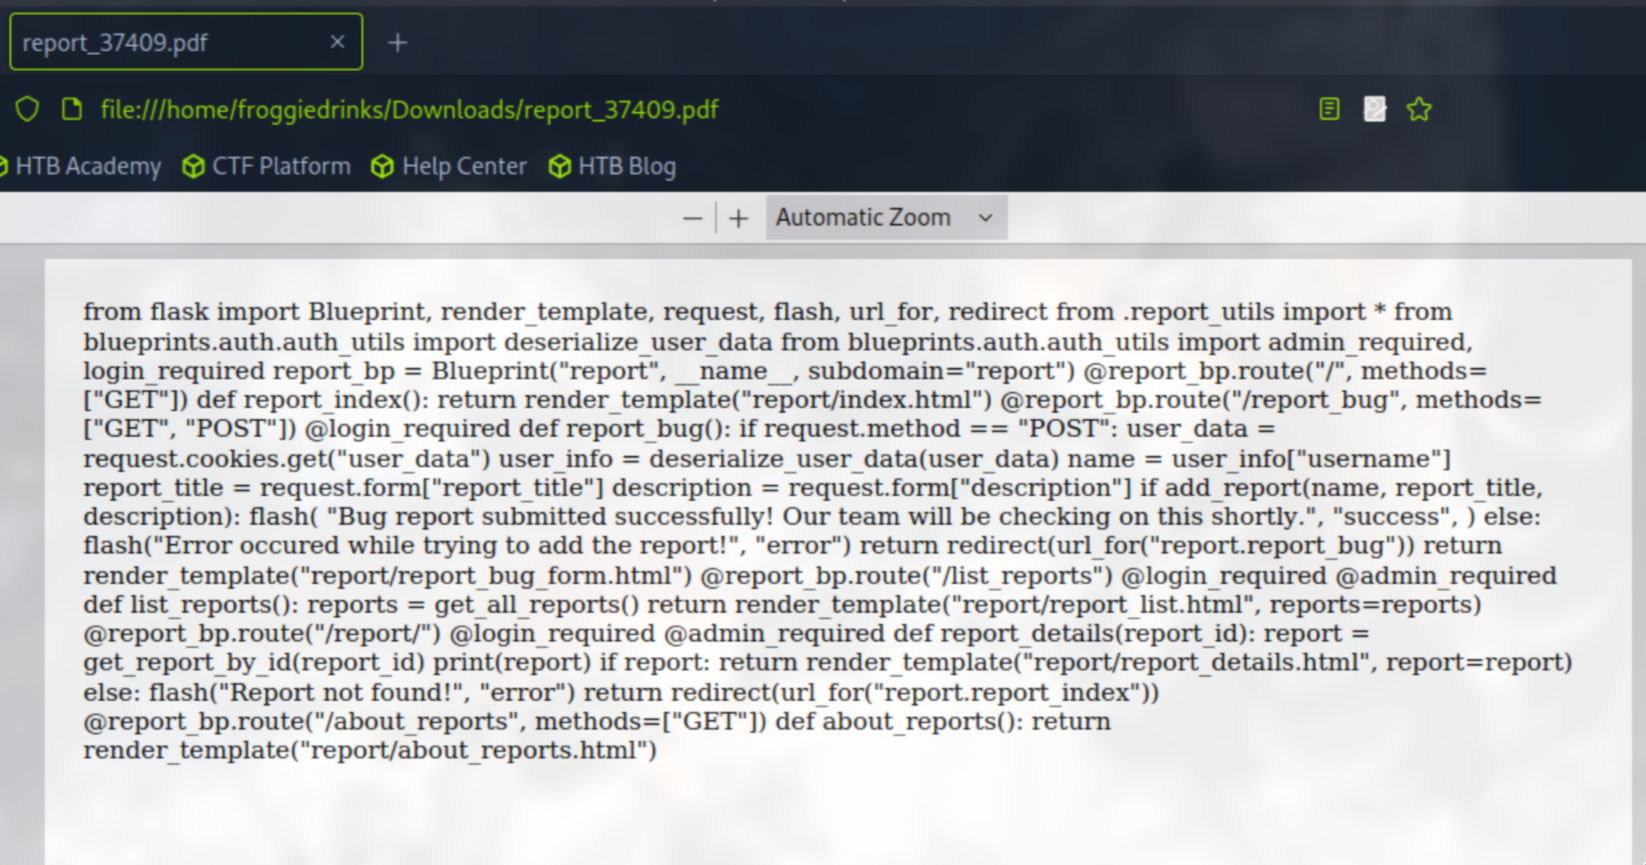 report_37409.pdf
file:///home/froggiedrinks/Downloads/report_37409.pdf
HTB Academy CTF Platform Help Center HTB Blog
Automatic Zoom
from flask import Blueprint, render_template, request, flash, url_for, redirect from .report_utils import * from
blueprints.auth.auth_utils import deserialize_user_data from blueprints.auth.auth_utils import admin_required,
login_required report_bp = Blueprint("report", __name__, subdomain="report") @report_bp.route("/", methods=
["GET"]) def report_index(): return render_template("report/index.html") @report_bp.route("/report_bug", methods=
["GET", "POST"]) @login_required def report_bug(): if request.method == "POST": user_data =
request.cookies.get("user_data") user_info = deserialize_user_data(user_data) name = user_info["username"]
report_title = request.form["report_title"] description = request.form["description"] if add_report(name, report_title,
description): flash( "Bug report submitted successfully! Our team will be checking on this shortly.", "success", ) else:
flash("Error occured while trying to add the report!", "error") return redirect(url_for("report.report_bug")) return
render_template("report/report_bug_form.html") @report_bp.route("/list_reports") @login_required @admin_required
def list_reports(): reports = get_all_reports() return render_template("report/report_list.html", reports=reports)
@report_bp.route("/report/") @login_required @admin_required def report_details(report_id): report =
get_report_by_id(report_id) print(report) if report: return render_template("report/report_details.html", report=report)
else: flash("Report not found!", "error") return redirect(url_for("report.report_index"))
@report_bp.route("/about_reports", methods=["GET"]) def about_reports(): return
render_template("report/about_reports.html")